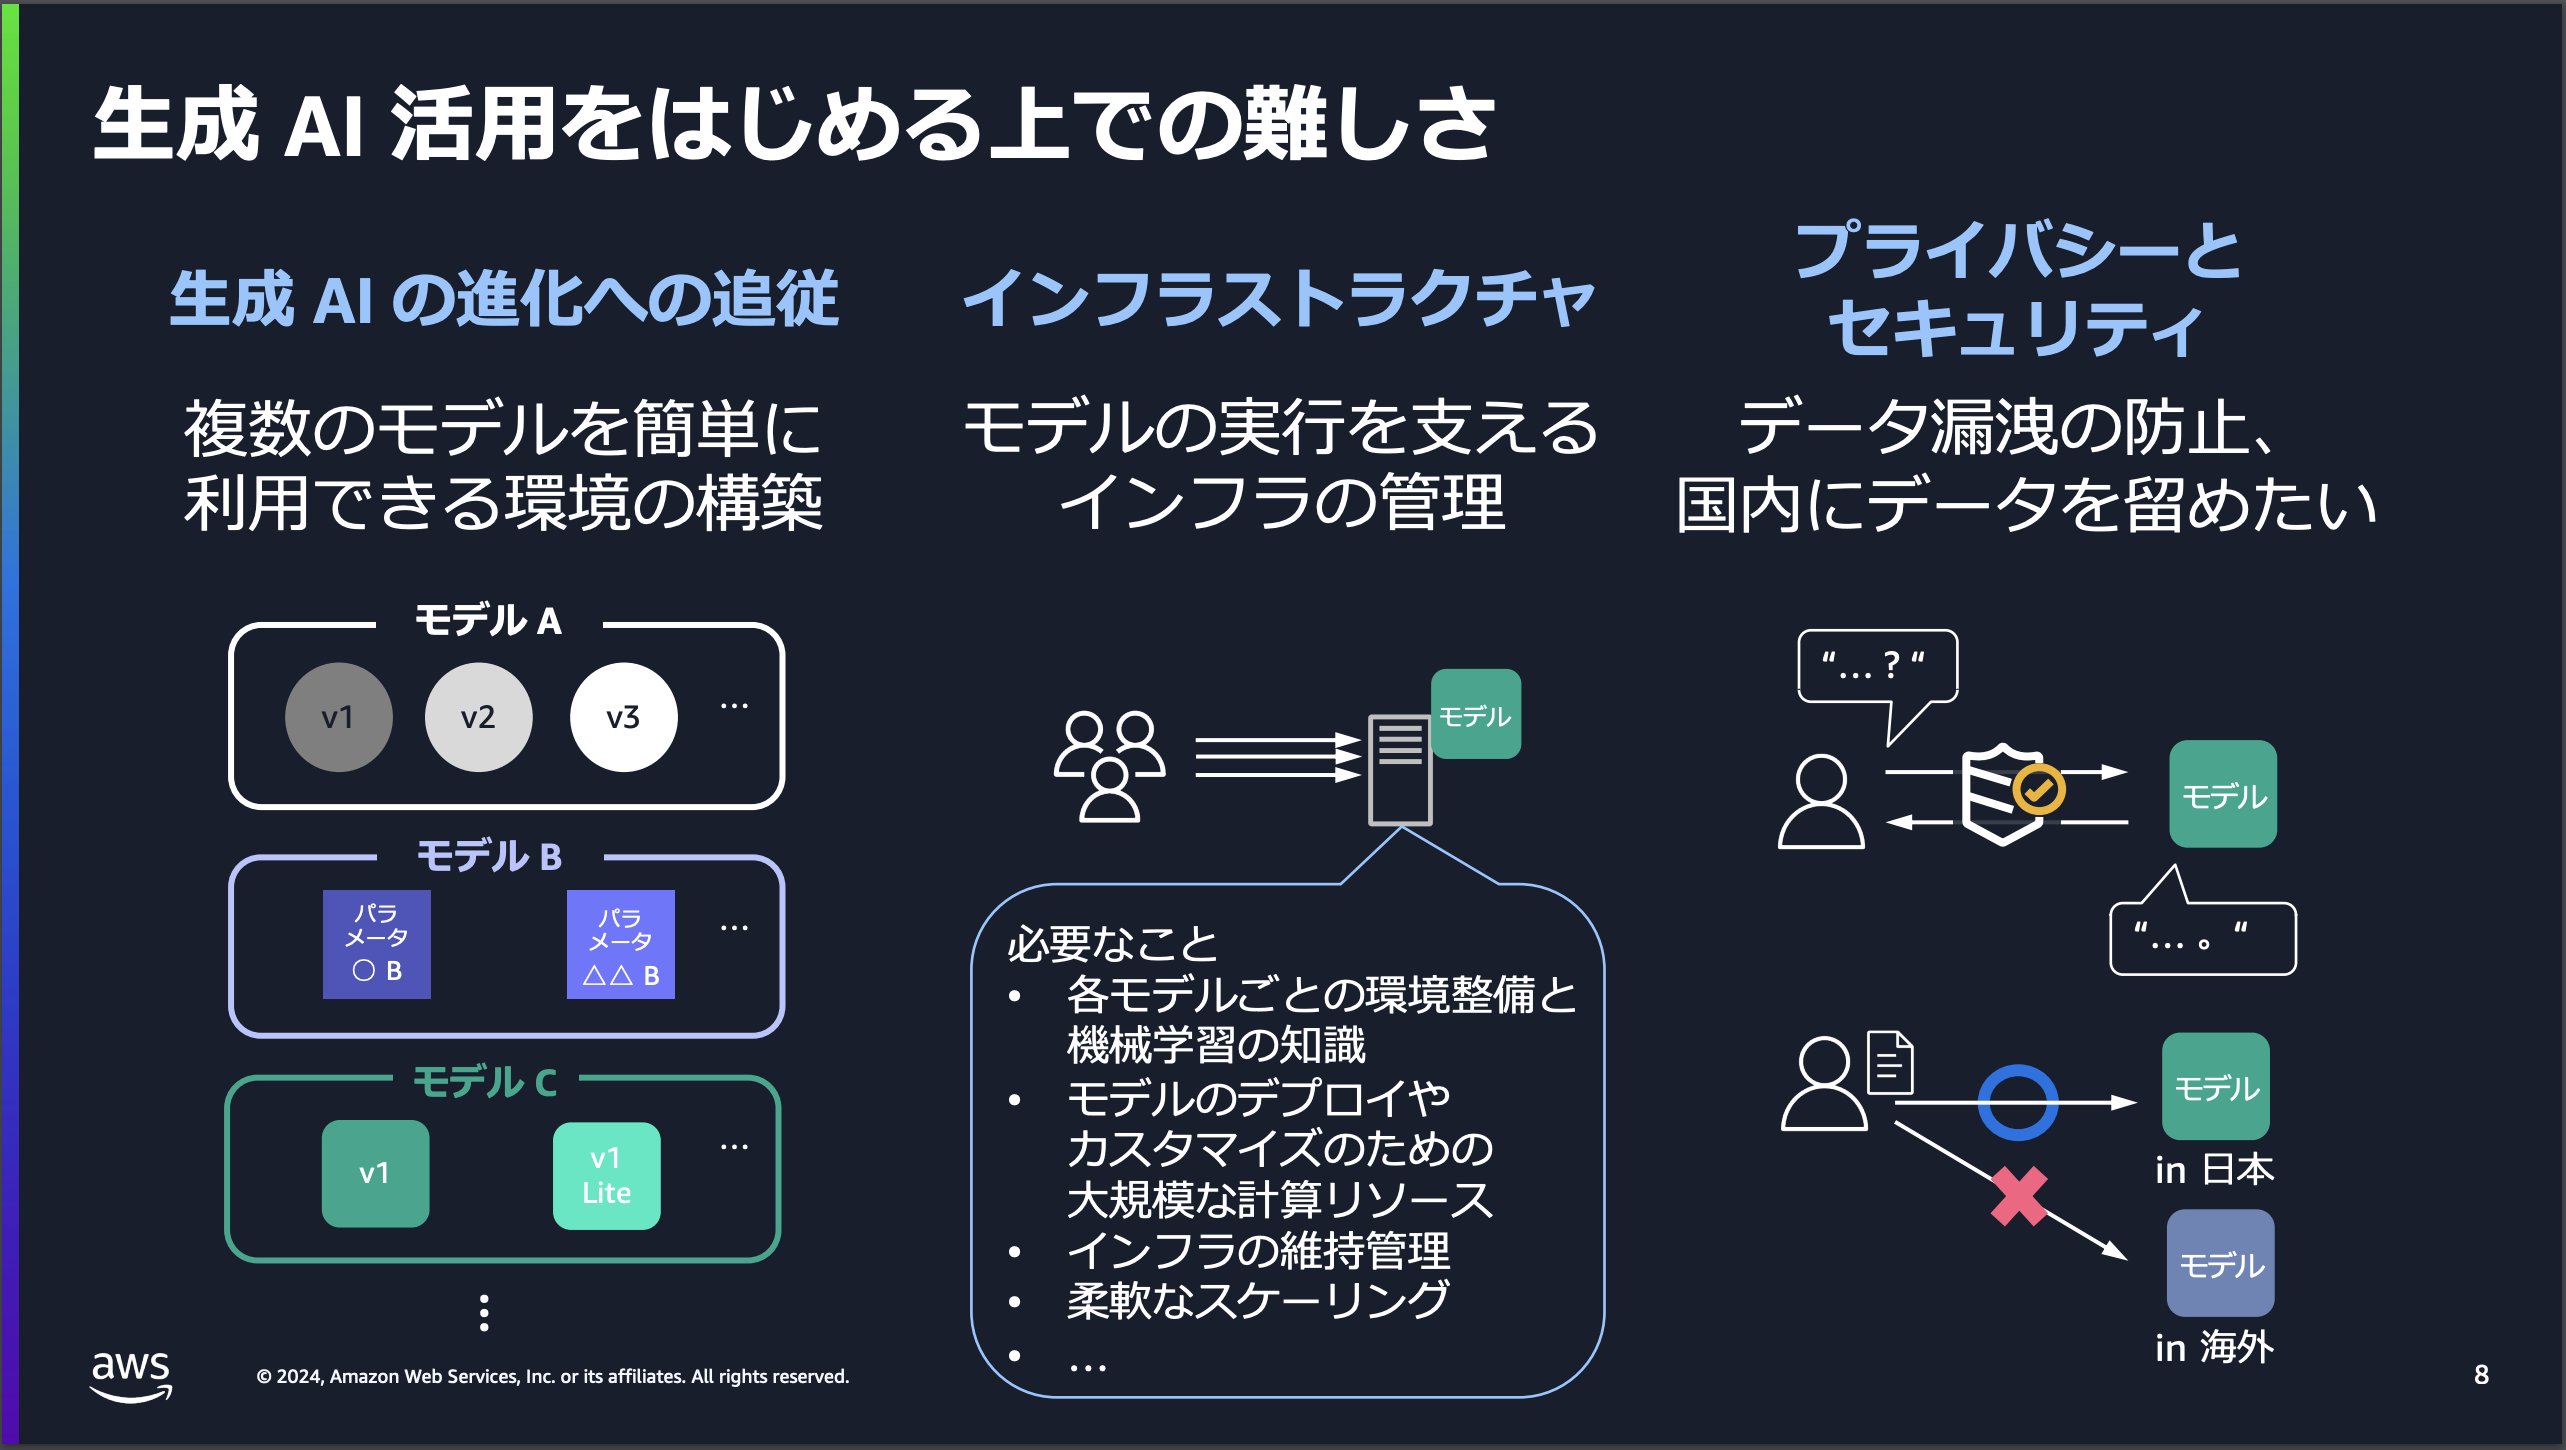 生成 AI 活用をはじめる上での難しさ
生成 AI の進化への追従
複数のモデルを簡単に
利用できる環境の構築
モデル A
v1
v2
v3
...
モデル B
パラ
メータ
〇 B
パラ
メータ
△△ B
...
モデル C
v1
v1
Lite
...
⋮
インフラストラクチャ
モデルの実行を支える
インフラの管理
モデル
必要なこと
• 各モデルごとの環境整備と
機械学習の知識
• モデルのデプロイや
カスタマイズのための
大規模な計算リソース
• インフラの維持管理
• 柔軟なスケーリング
• …
プライバシーと
セキュリティ
データ漏洩の防止、
国内にデータを留めたい
“… ? “
モデル
“… 。 “
モデル
in 日本
モデル
in 海外
aws
© 2024, Amazon Web Services, Inc. or its affiliates. All rights reserved.
8